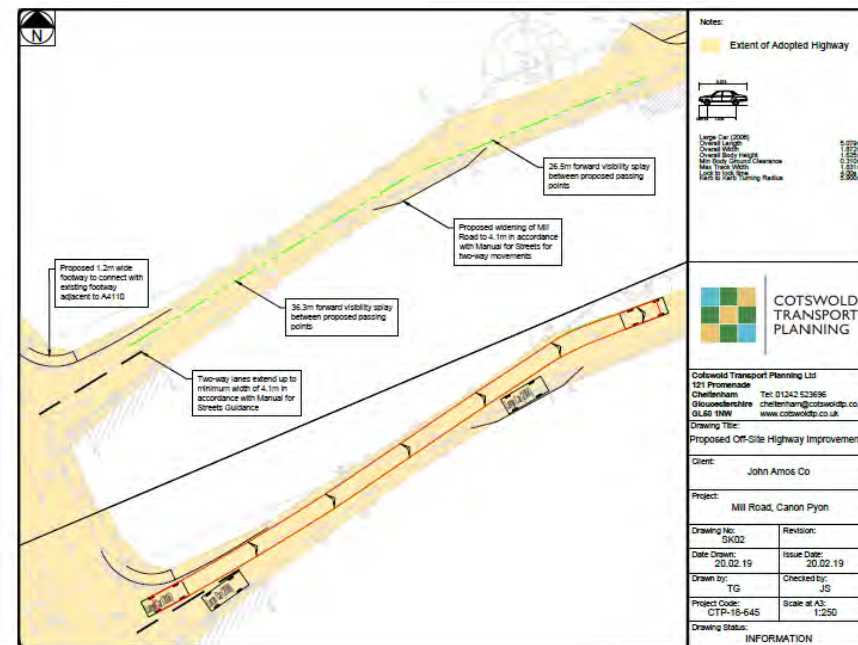 N
26.5m forward visibility splay
between proposed passing
points
Proposed widening of Mill
Road to 4.1m in accordance
with Manual for Streets for
two-way movements
Proposed 1.2m wide
footway to connect with
existing footway
adjacent to A4110
36.3m forward visibility splay
between proposed passing
points
Two-way lanes extend up to
minimum width of 4.1m in
accordance with Manual for
Streets Guidance
Notes:
Extent of Adopted Highway
Large Car (2006)
Overall Length
Overall Width
Overall Body Height
Min Body Ground Clearance
Max Track Width
Lock to lock time
Kerb to Kerb Turning Radius
COTSWOLD
TRANSPORT
PLANNING
Cotswold Transport Planning Ltd
121 Promenade
Cheltenham Tel: 01242 523696
Gloucestershire cheltenham@cotswoldtp.co
GL50 1NW www.cotswoldtp.co.uk
Drawing Title:
Proposed Off-Site Highway Improvemen
Client:
John Amos Co
Project:
Mill Road, Canon Pyon
Drawing No: Revision:
SK02
Date Drawn: Issue Date:
20.02.19 20.02.19
Drawn by: Checked by:
TG JS
Project Code: Scale at A3:
CTP-18-645 1:250
Drawing Status:
INFORMATION